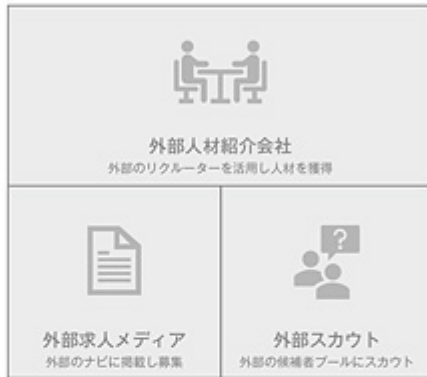 外部人材紹介会社
外部のリクルーターを活用し人材を獲得
?
外部求人メディア
外部のナビに掲載し募集
外部スカウト
外部の候補者プールにスカウト